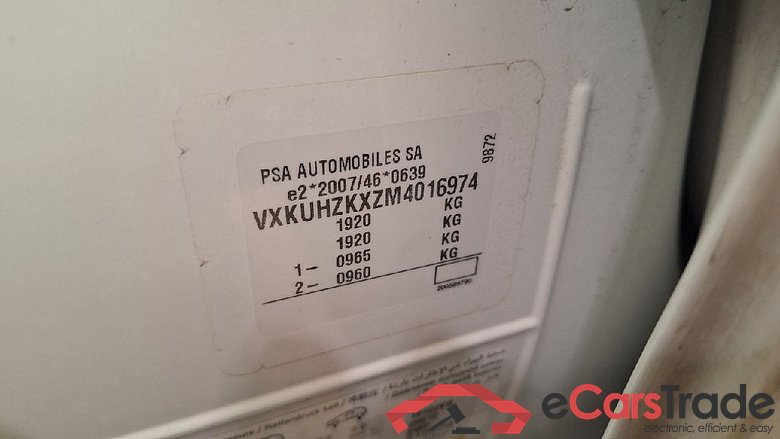 PSA AUTOMOBILES SA
9872
e2*2007/46*0639
VXKUHZKXZM4016974
1920 KG
1920 KG
1– 0965 KG
2– 0960 KG
eCarsTrade
electronic, efficient & easy